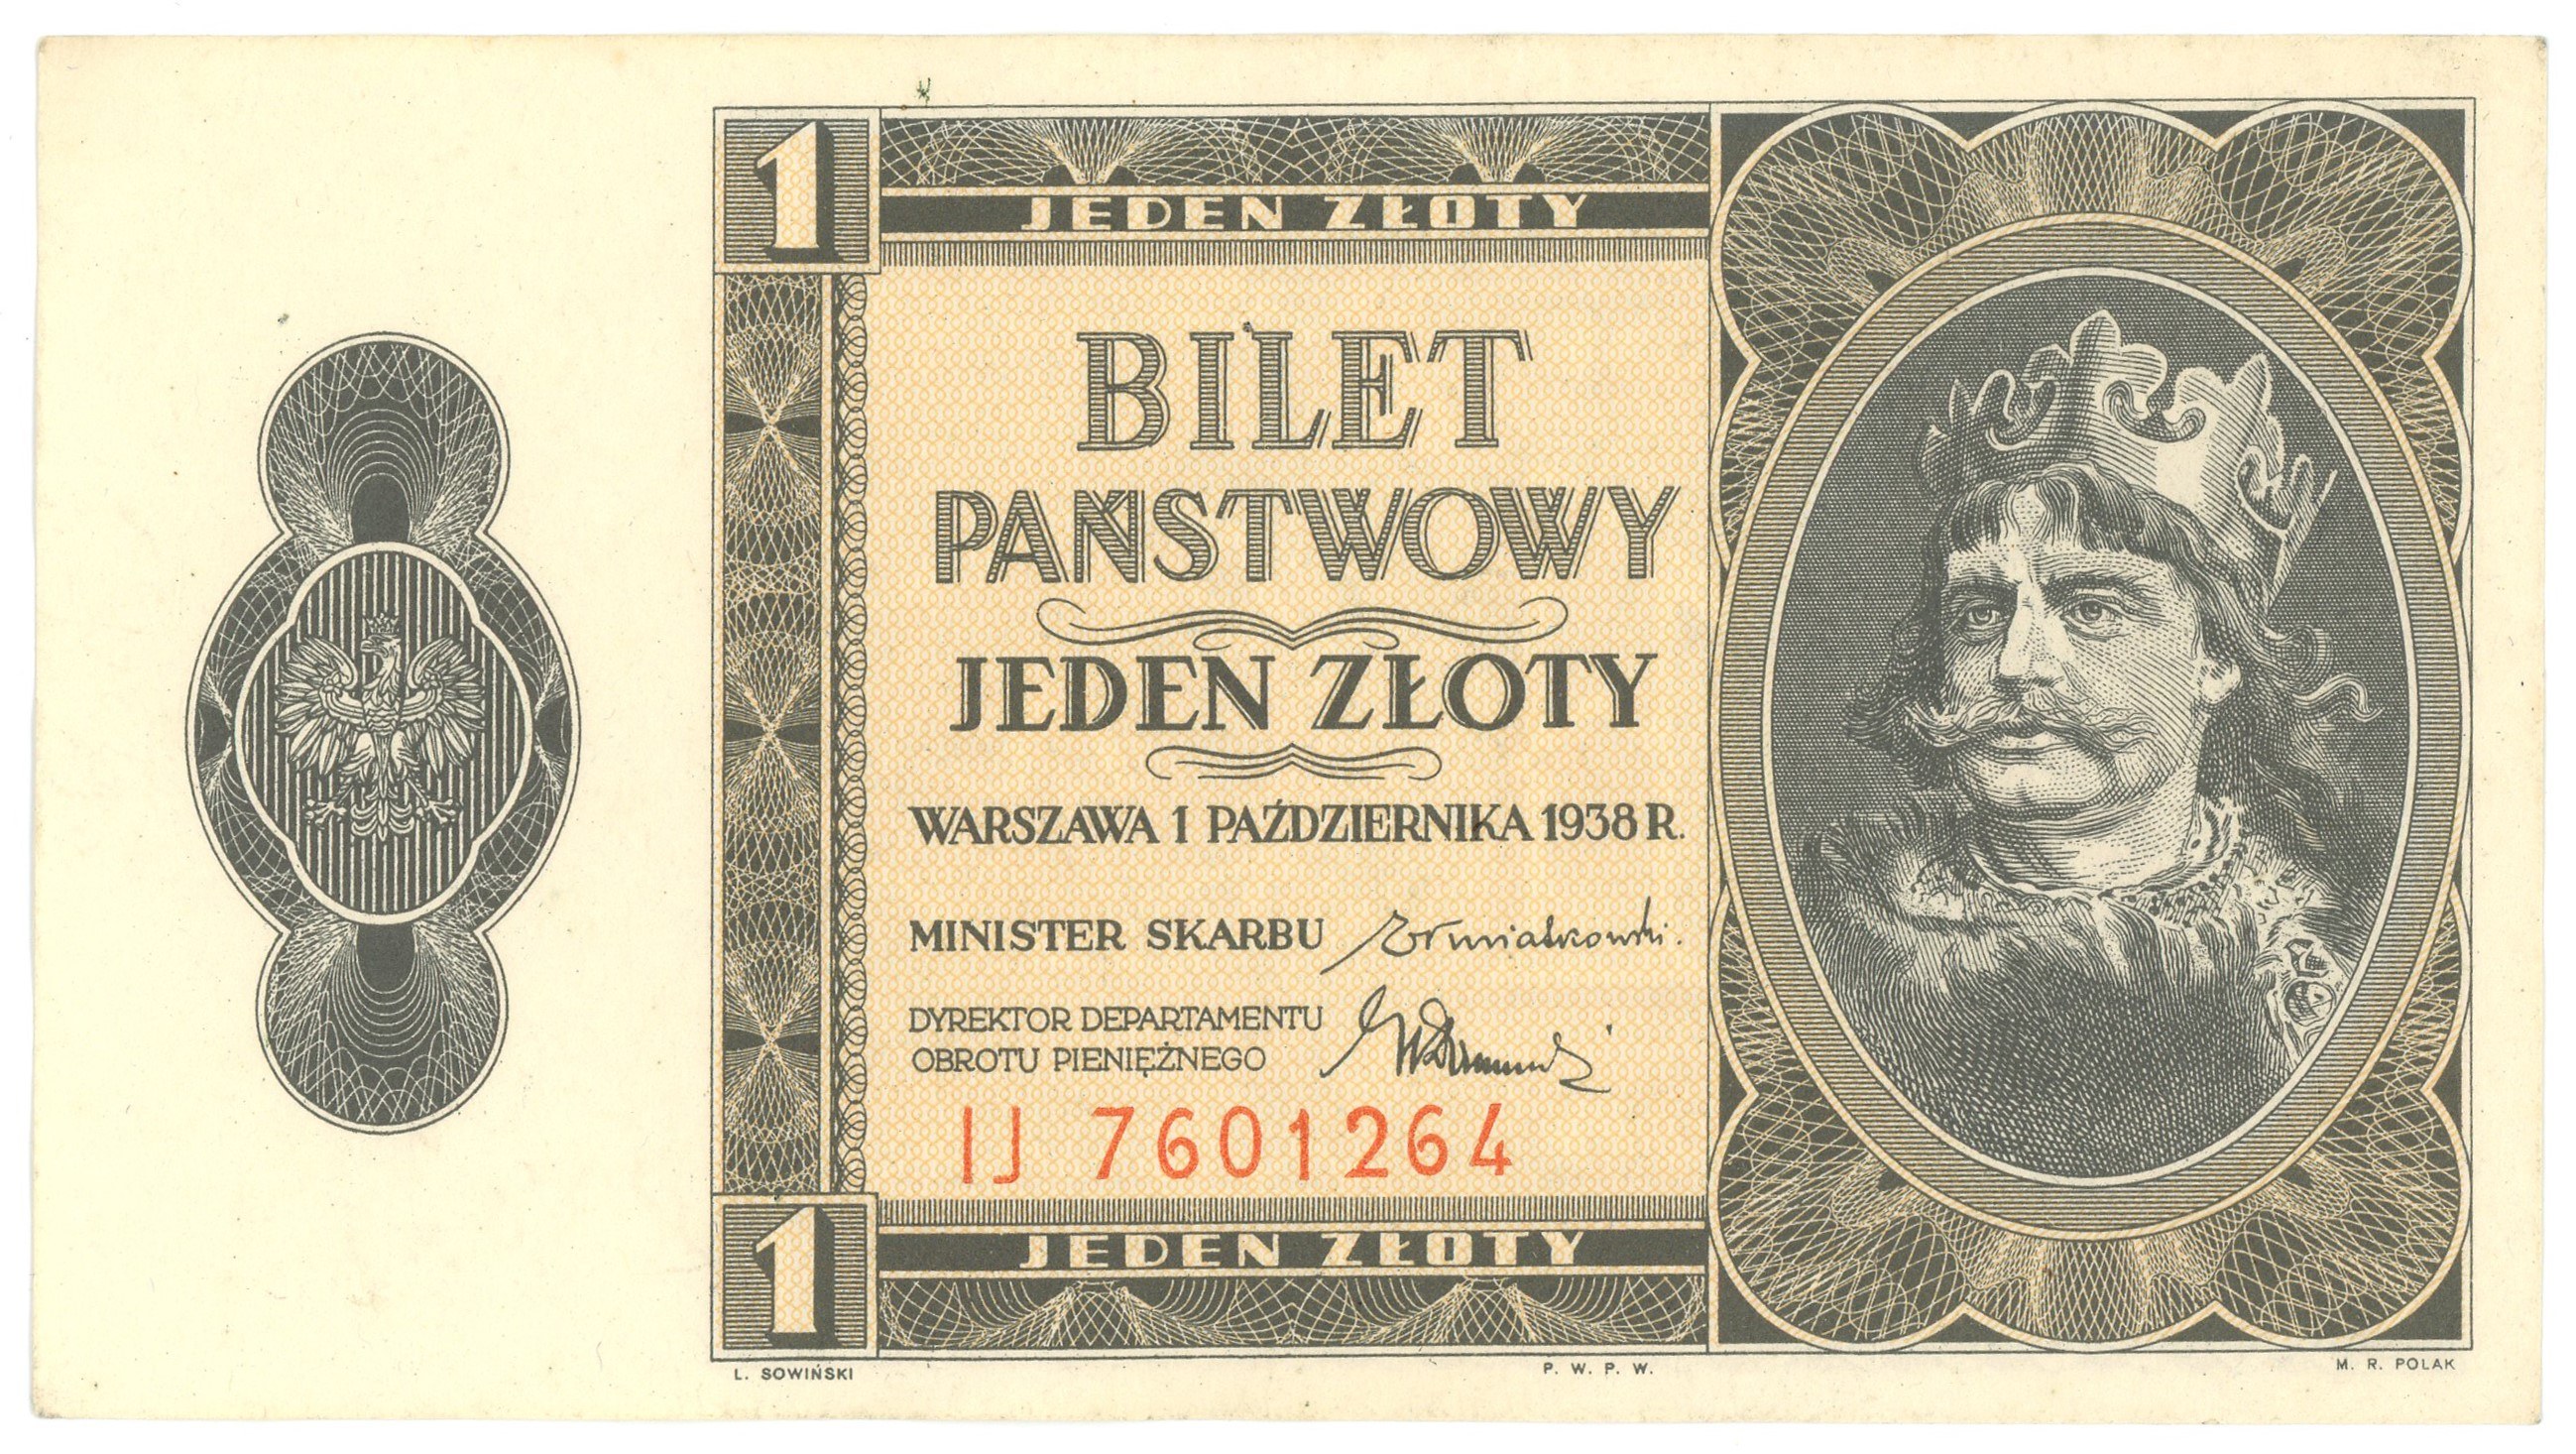 1
JEDEN ZŁOTY
BILET
PAŃSTWOWY
JEDEN ZŁOTY
WARSZAWA 1 PAŹDZIERNIKA 1938 R.
MINISTER SKARBU
DYREKTOR DEPARTAMENTU
OBROTU PIENIĘŻNEGO
IJ 7601264
1
JEDEN ZŁOTY
L. SOWIŃSKI
P. W. P. W.
M. R. POLAK